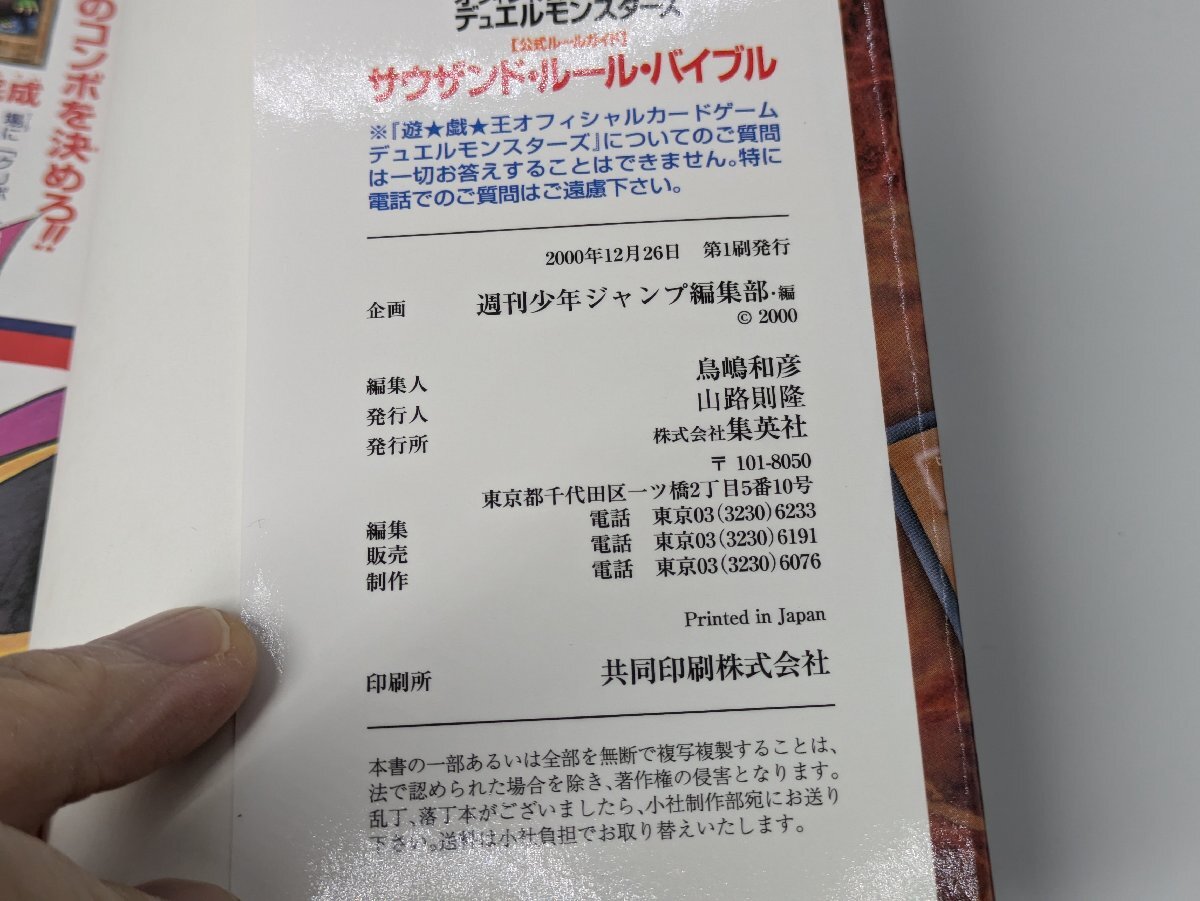 のコンボを決めろ!!
成
デュエルモンスターズ
【公式ルールガイド】
サウザンド・ルール・バイブル
※『遊★戯★王オフィシャルカードゲーム
デュエルモンスターズ』についてのご質問
は一切お答えすることはできません。特に
電話でのご質問はご遠慮下さい。
2000年12月26日 第1刷発行
企画 週刊少年ジャンプ編集部・編
© 2000
編集人 鳥嶋和彦
発行人 山路則隆
発行所 株式会社集英社
〒 101-8050
東京都千代田区一ツ橋2丁目5番10号
編集 電話 東京03(3230)6233
販売 電話 東京03(3230)6191
制作 電話 東京03(3230)6076
Printed in Japan
印刷所 共同印刷株式会社
本書の一部あるいは全部を無断で複写複製することは、
法で認められた場合を除き、著作権の侵害となります。
乱丁、落丁本がございましたら、小社制作部宛にお送り
下さい。送料は小社負担でお取り替えいたします。